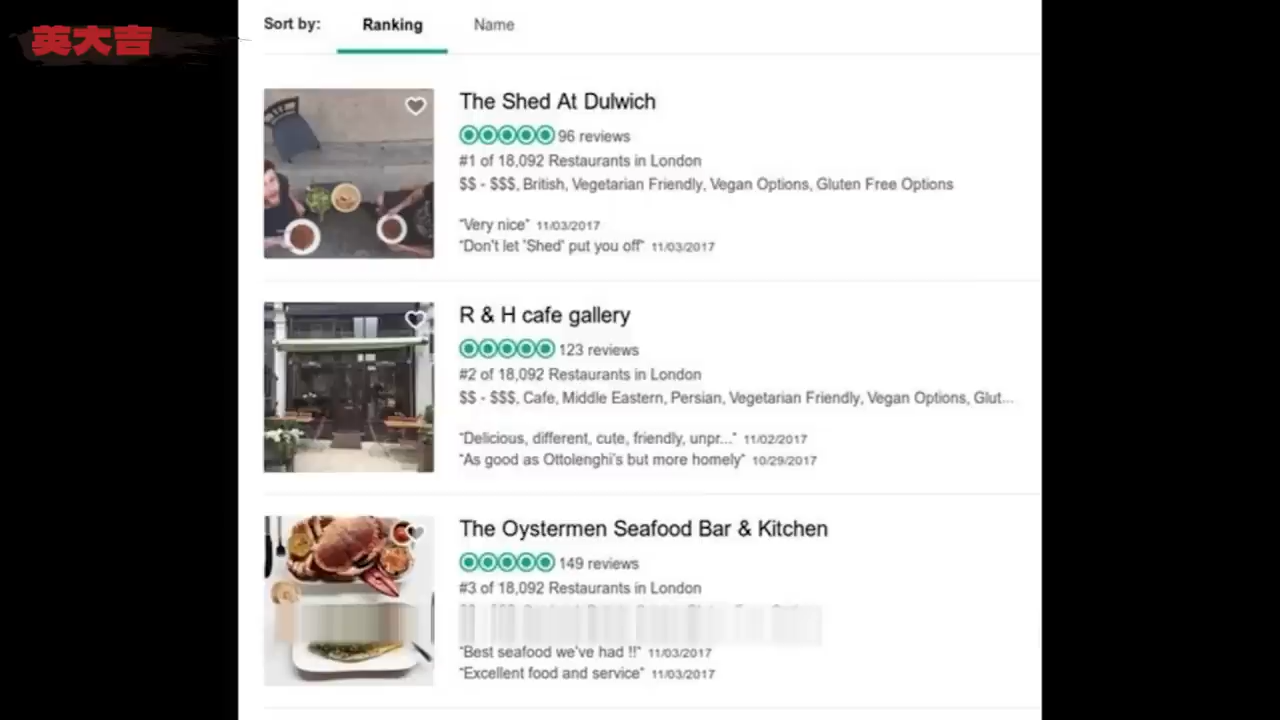 英大吉
Sort by: Ranking Name
The Shed At Dulwich
96 reviews
#1 of 18,092 Restaurants in London
$$ - $$$, British, Vegetarian Friendly, Vegan Options, Gluten Free Options
“Very nice” 11/03/2017
“Don't let 'Shed' put you off” 11/03/2017
R & H cafe gallery
123 reviews
#2 of 18,092 Restaurants in London
$$ - $$$, Cafe, Middle Eastern, Persian, Vegetarian Friendly, Vegan Options, Glut...
“Delicious, different, cute, friendly, unpr...” 11/02/2017
“As good as Ottolenghi's but more homely” 10/29/2017
The Oystermen Seafood Bar & Kitchen
149 reviews
#3 of 18,092 Restaurants in London
“Best seafood we've had !!” 11/03/2017
“Excellent food and service” 11/03/2017